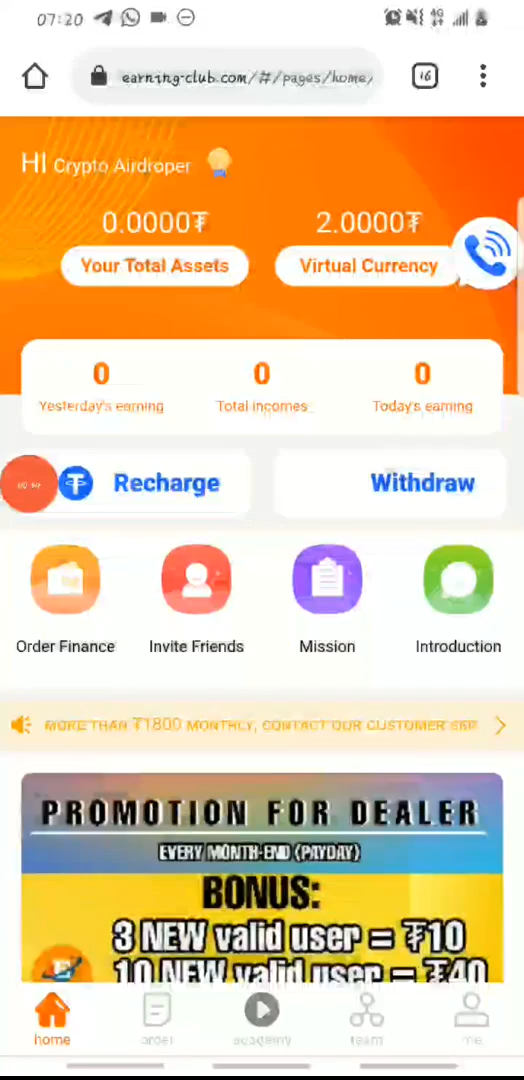 07:20
4G
earning-club.com/#/pages/home/
16
HI Crypto Airdroper
0.0000₮
2.0000₮
Your Total Assets
Virtual Currency
0
0
0
Yesterday's earning
Total incomes
Today's earning
Recharge
Withdraw
Order Finance
Invite Friends
Mission
Introduction
MORE THAN ₮1800 MONTHLY, CONTACT OUR CUSTOMER SER
PROMOTION FOR DEALER
EVERY MONTH-END (PAYDAY)
BONUS:
3 NEW valid user = ₮10
10 NEW valid user = ₮40
home
order
academy
team
me